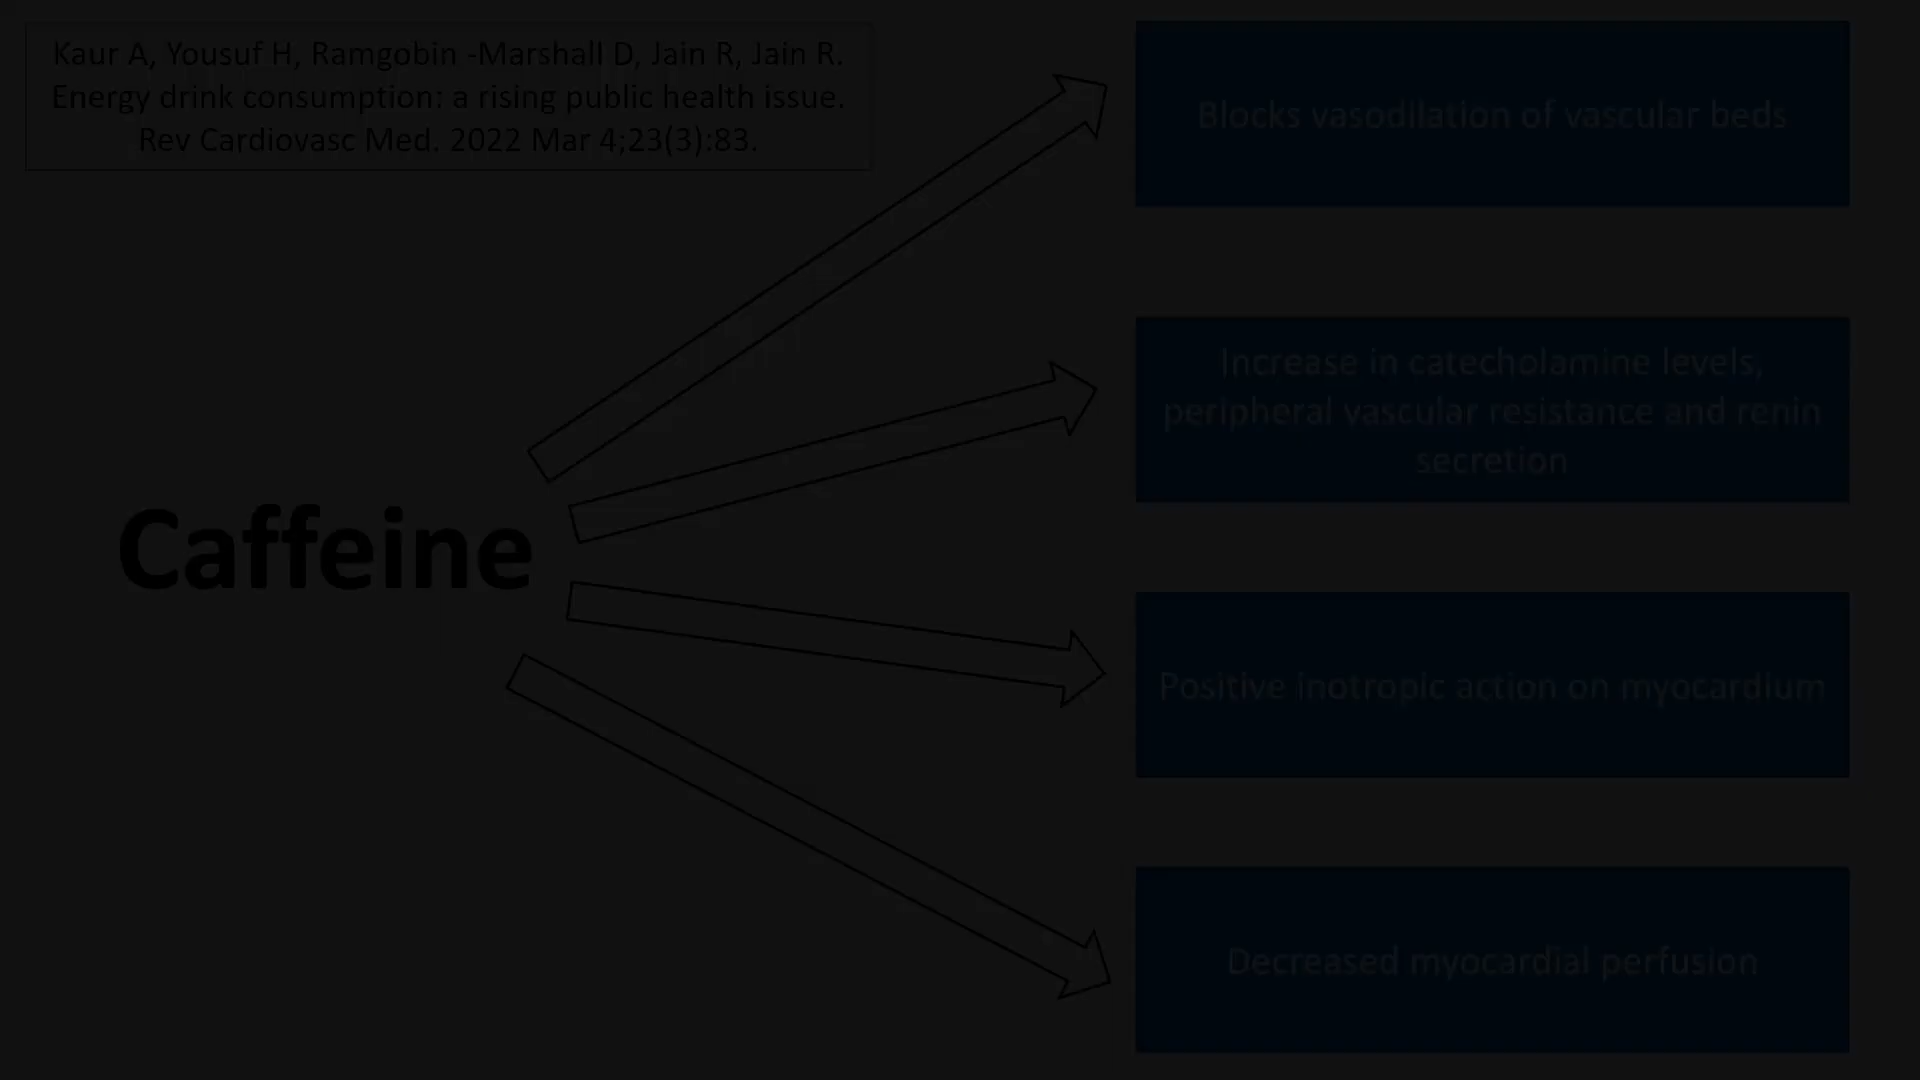 Kaur A, Yousuf H, Ramgobin -Marshall D, Jain R, Jain R.
Energy drink consumption: a rising public health issue.
Rev Cardiovasc Med. 2022 Mar 4;23(3):83.
Caffeine
Blocks vasodilation of vascular beds
Increase in catecholamine levels,
peripheral vascular resistance and renin
secretion
Positive inotropic action on myocardium
Decreased myocardial perfusion